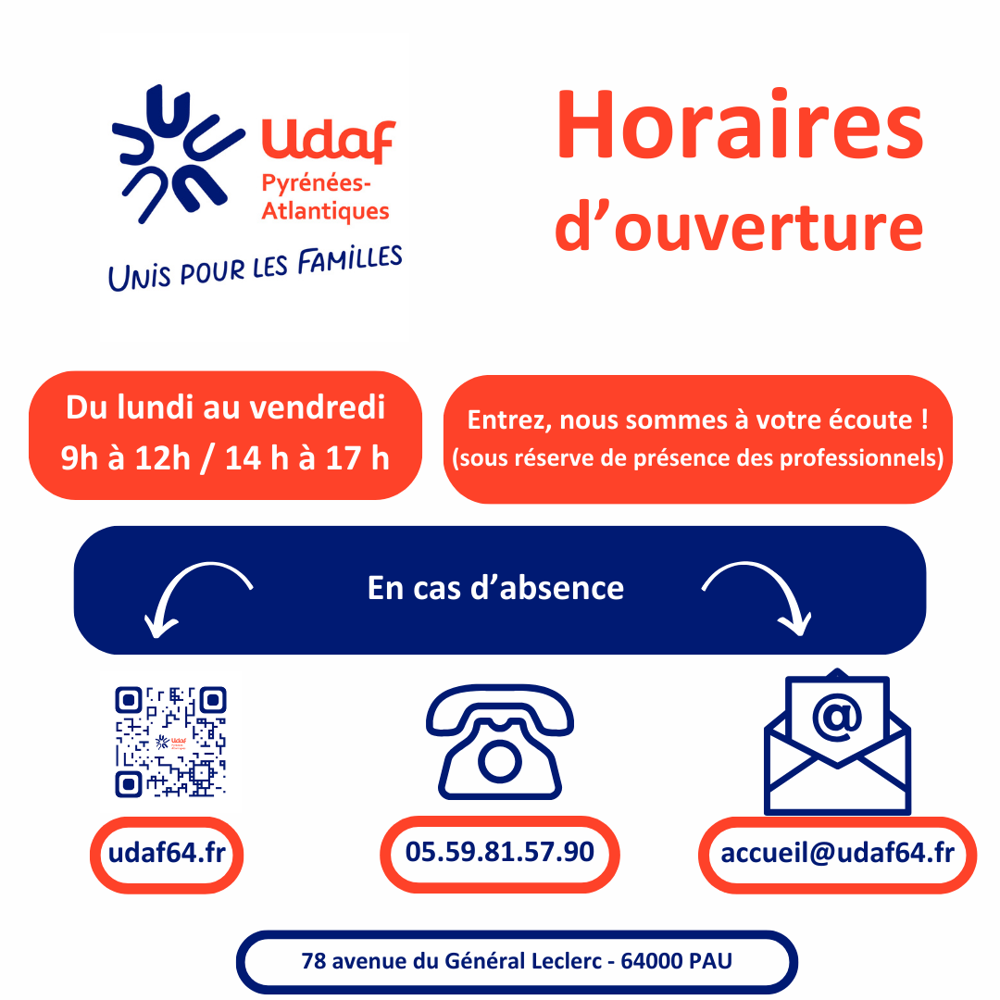 Udaf
Pyrénées-
Atlantiques
UNIS POUR LES FAMILLES
Horaires
d’ouverture
Du lundi au vendredi
9h à 12h / 14 h à 17 h
Entrez, nous sommes à votre écoute !
(sous réserve de présence des professionnels)
En cas d’absence
Udaf
@
udaf64.fr
05.59.81.57.90
accueil@udaf64.fr
78 avenue du Général Leclerc - 64000 PAU